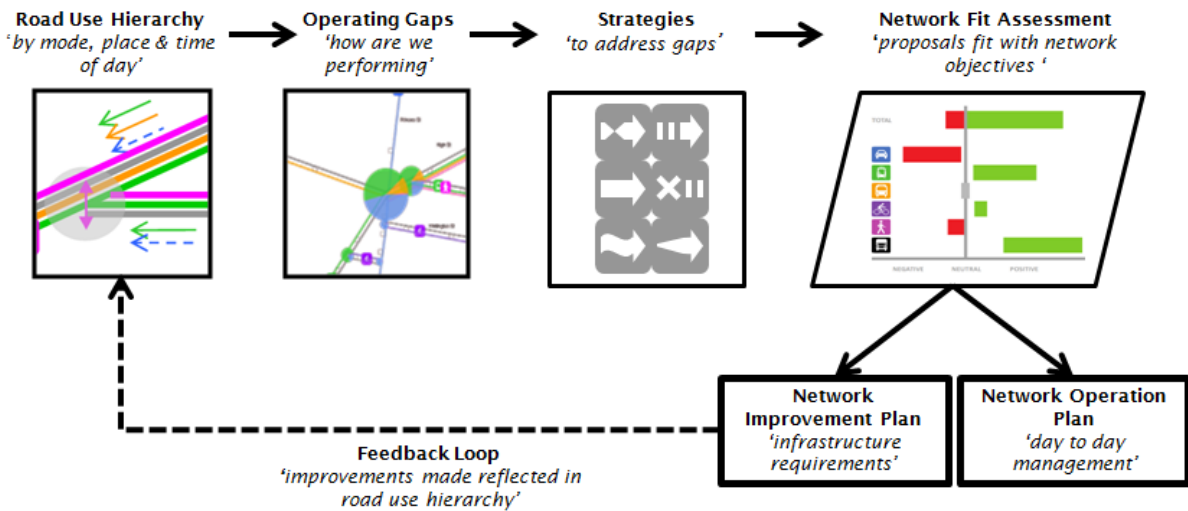 Road Use Hierarchy
‘by mode, place & time
of day’
Operating Gaps
‘how are we
performing’
Strategies
‘to address gaps’
Network Fit Assessment
‘proposals fit with network
objectives ‘
TOTAL
NEGATIVE
NEUTRAL
POSITIVE
Network
Improvement Plan
‘infrastructure
requirements’
Network Operation
Plan
‘day to day
management’
Feedback Loop
‘improvements made reflected in
road use hierarchy’